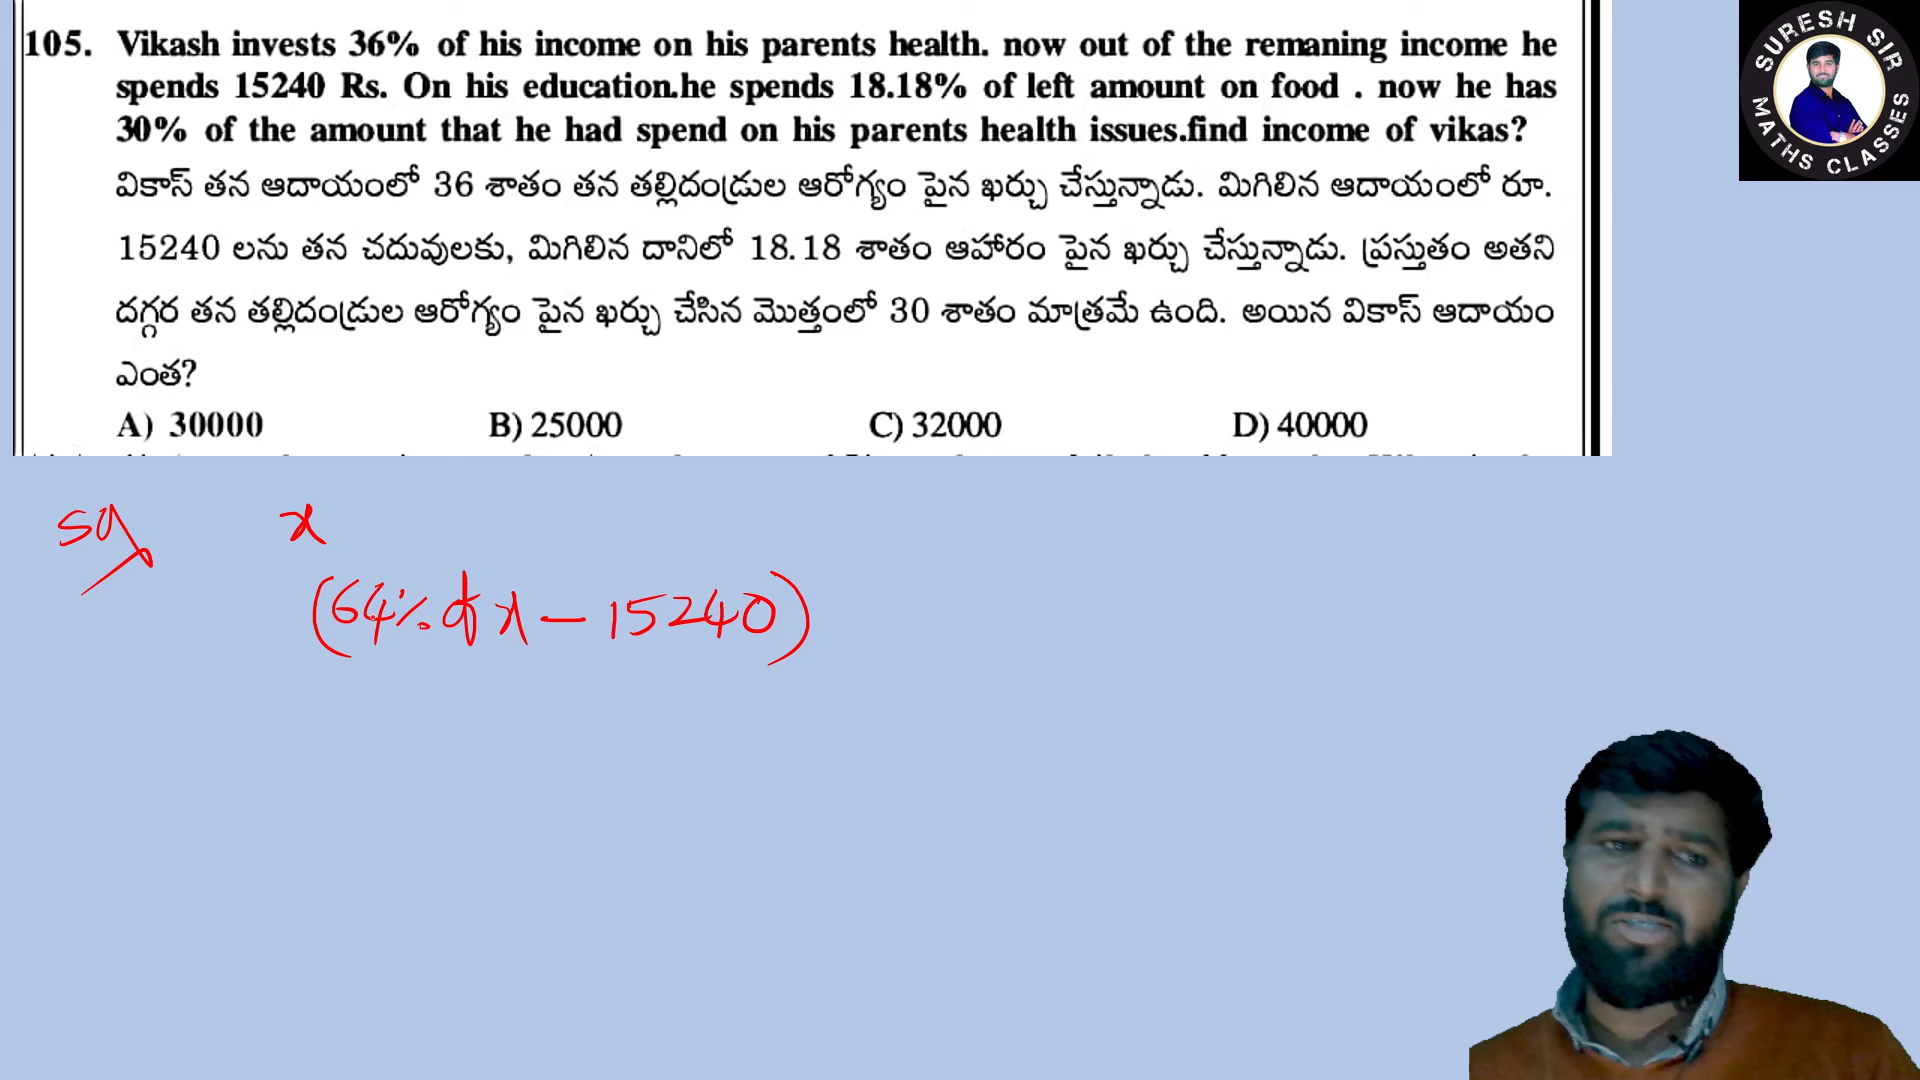 105. Vikash invests 36% of his income on his parents health. now out of the remaning income he
spends 15240 Rs. On his education.he spends 18.18% of left amount on food . now he has
30% of the amount that he had spend on his parents health issues.find income of vikas?
వికాస్ తన ఆదాయంలో 36 శాతం తన తల్లిదండ్రుల ఆరోగ్యం పైన ఖర్చు చేస్తున్నాడు. మిగిలిన ఆదాయంలో రూ.
15240 లను తన చదువులకు, మిగిలిన దానిలో 18.18 శాతం ఆహారం పైన ఖర్చు చేస్తున్నాడు. ప్రస్తుతం అతని
దగ్గర తన తల్లిదండ్రుల ఆరోగ్యం పైన ఖర్చు చేసిన మొత్తంలో 30 శాతం మాత్రమే ఉంది. అయిన వికాస్ ఆదాయం
ఎంత?
A) 30000 B) 25000 C) 32000 D) 40000
x
(64% of x - 15240)
SURESH SIR
MATHS CLASSES